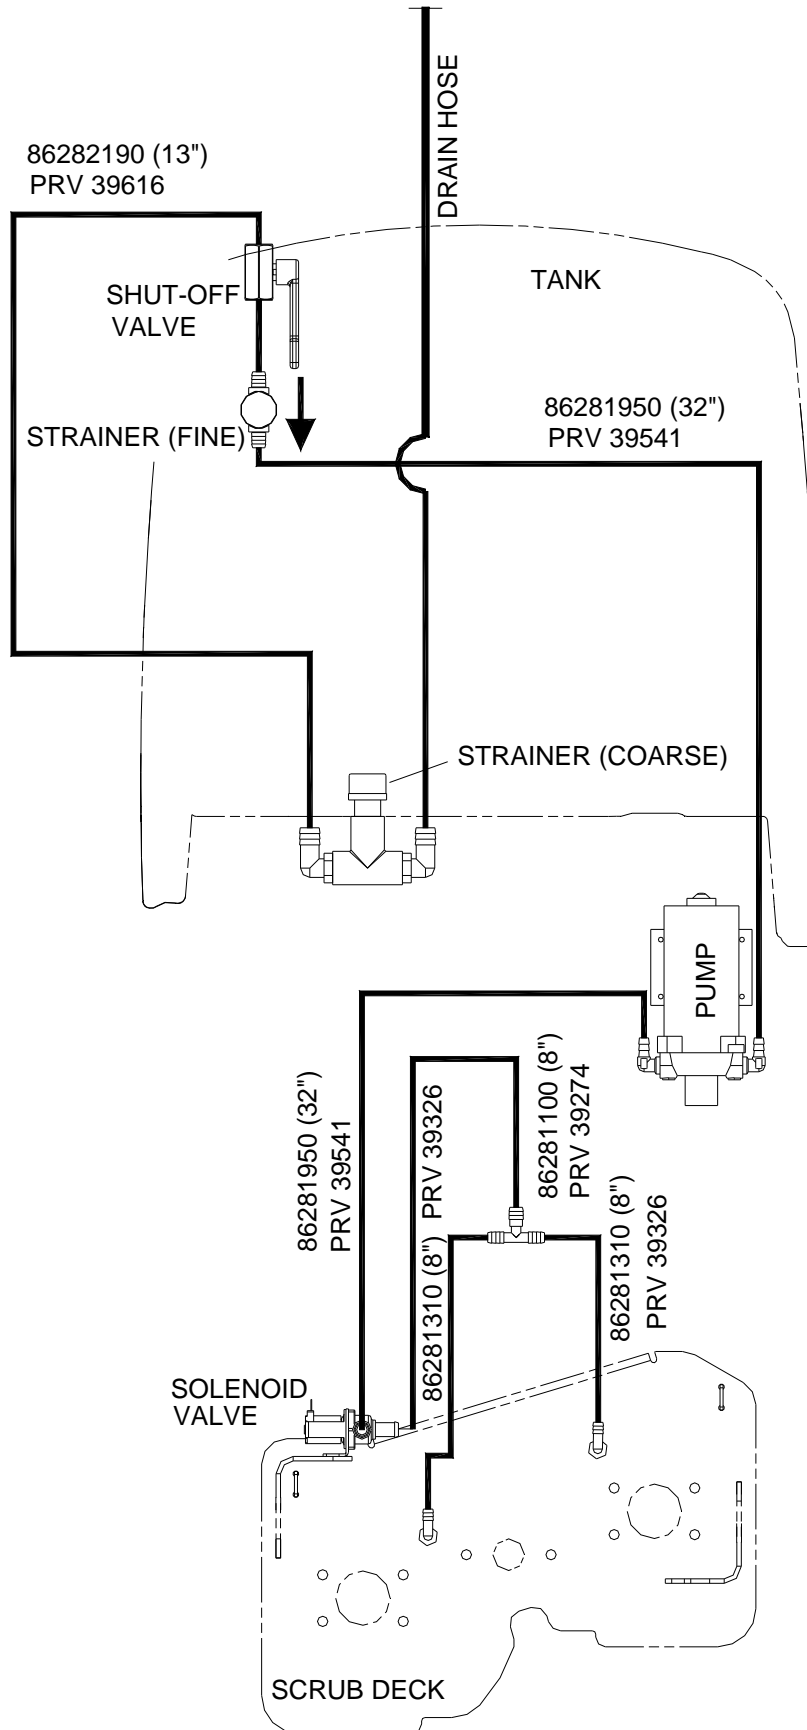 DRAIN HOSE
86282190 (13")
PRV 39616
TANK
SHUT-OFF
VALVE
86281950 (32")
PRV 39541
STRAINER (FINE)
STRAINER (COARSE)
PUMP
86281950 (32")
PRV 39541
PRV 39326
86281310 (8")
86281100 (8")
PRV 39274
86281310 (8")
PRV 39326
SOLENOID
VALVE
SCRUB DECK